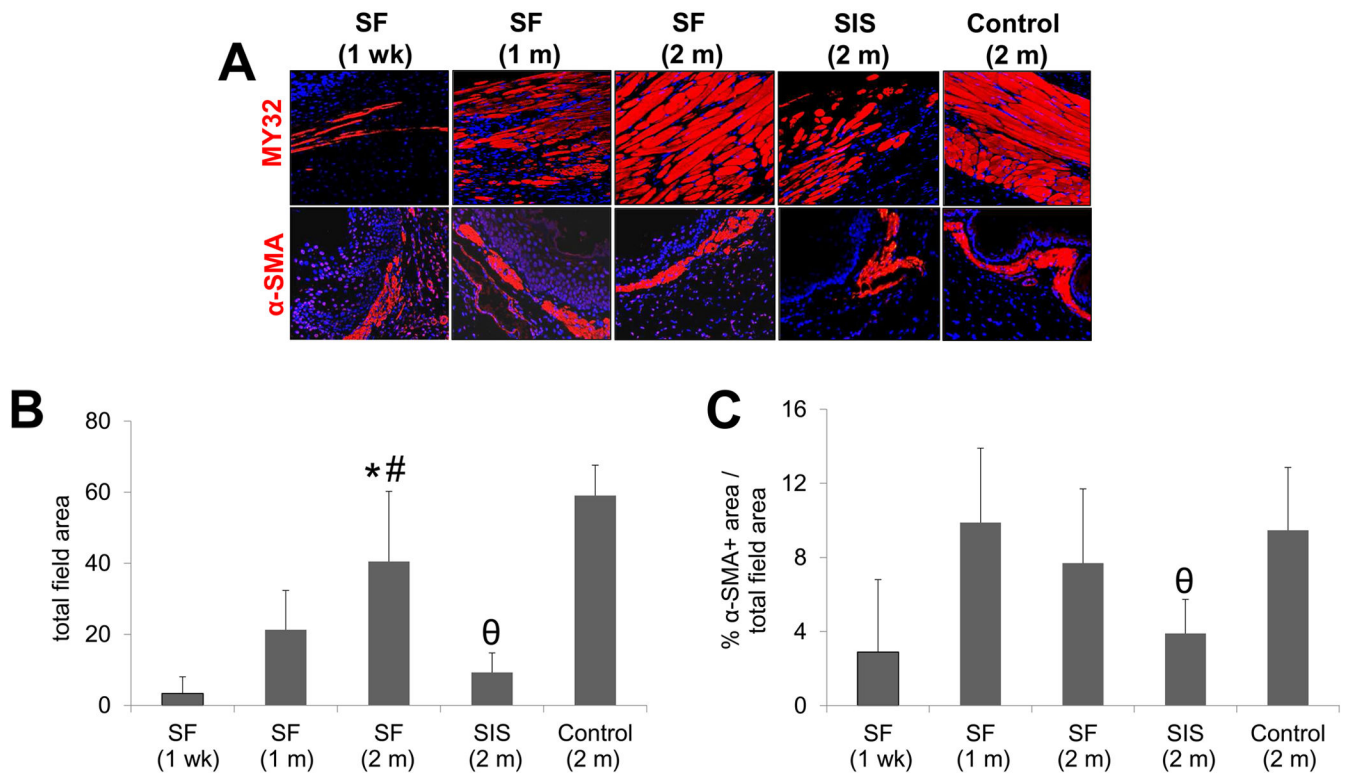 A
SF (1 wk)
SF (1 m)
SF (2 m)
SIS (2 m)
Control (2 m)
MY32
α-SMA
B
total field area
80
60
40
20
0
*#
θ
SF (1 wk)
SF (1 m)
SF (2 m)
SIS (2 m)
Control (2 m)
C
% α-SMA+ area /
total field area
16
12
8
4
0
θ
SF (1 wk)
SF (1 m)
SF (2 m)
SIS (2 m)
Control (2 m)